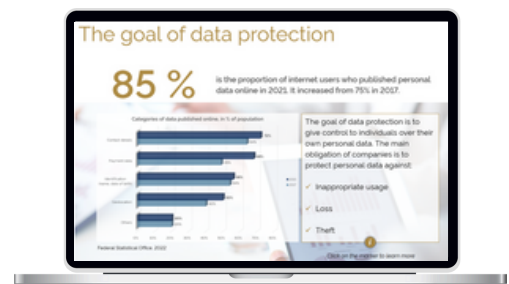 The goal of data protection
85 %
is the proportion of internet users who published personal
data online in 2021. It increased from 75% in 2017.
Categories of data published online, in % of population
Contact details
The goal of data protection is to
give control to individuals over their
own personal data. The main
obligation of companies is to
protect personal data against:
✓ Inappropriate usage
✓ Loss
✓ Theft
Federal Statistical Office, 2022
Click on the marker to learn more